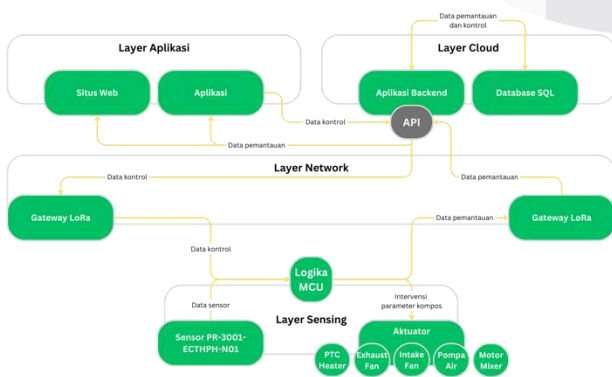 Data pemantauan
dan kontrol
Layer Aplikasi
Layer Cloud
Situs Web
Aplikasi
Aplikasi Backend
Database SQL
Data kontrol
API
Data pemantauan
Layer Network
Data kontrol
Data pemantauan
Gateway LoRa
Gateway LoRa
Data pemantauan
Data kontrol
Logika
MCU
Data sensor
Intervensi
parameter kompos
Layer Sensing
Sensor PR-3001-
ECTHPH-N01
Aktuator
PTC
Heater
Exhaust
Fan
Intake
Fan
Pompa
Air
Motor
Mixer